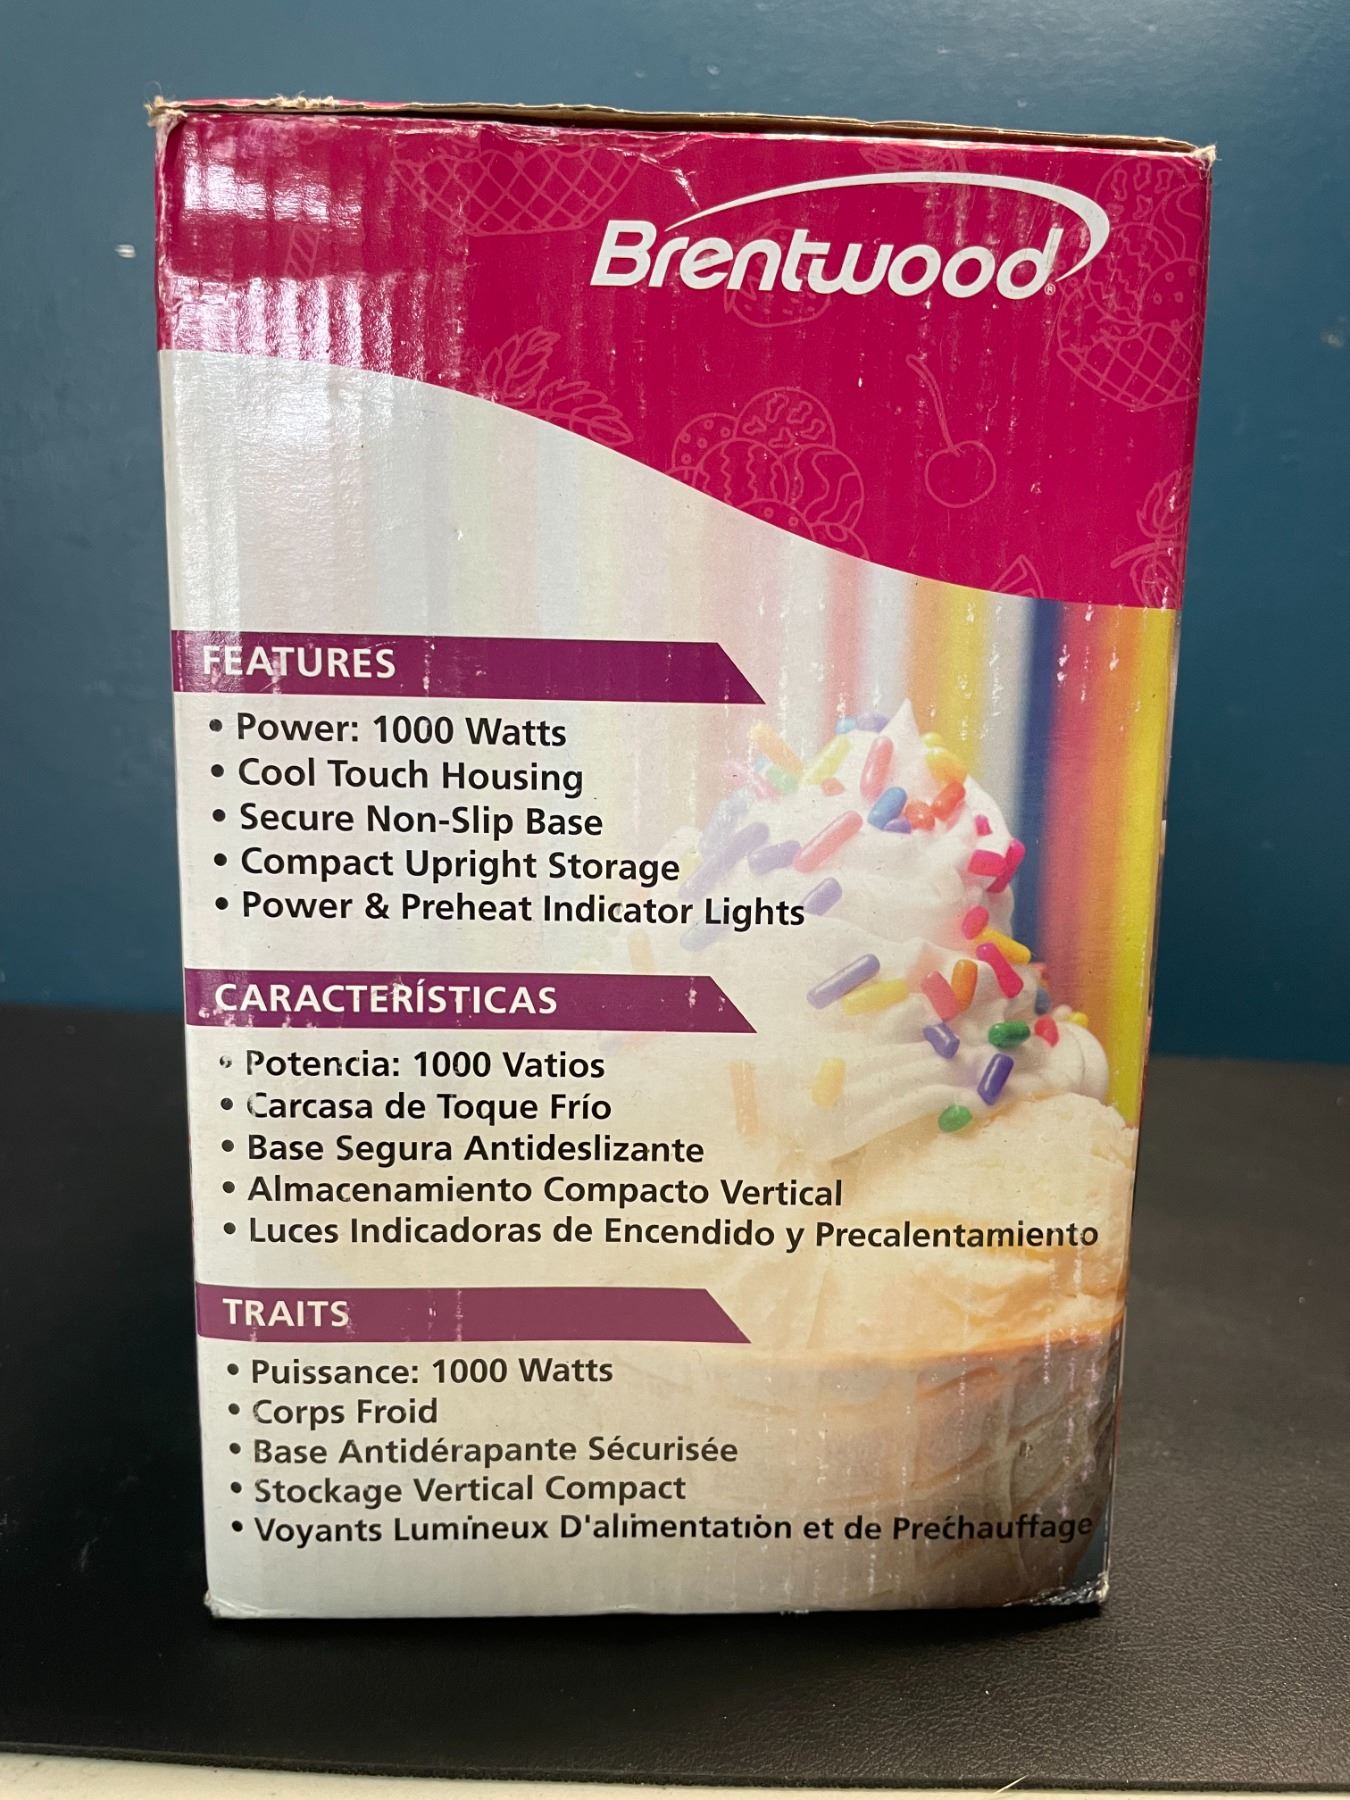 Brentwood®
FEATURES
• Power: 1000 Watts
• Cool Touch Housing
• Secure Non-Slip Base
• Compact Upright Storage
• Power & Preheat Indicator Lights
CARACTERÍSTICAS
• Potencia: 1000 Vatios
• Carcasa de Toque Frío
• Base Segura Antideslizante
• Almacenamiento Compacto Vertical
• Luces Indicadoras de Encendido y Precalentamiento
TRAITS
• Puissance: 1000 Watts
• Corps Froid
• Base Antidérapante Sécurisée
• Stockage Vertical Compact
• Voyants Lumineux D'alimentation et de Préchauffage